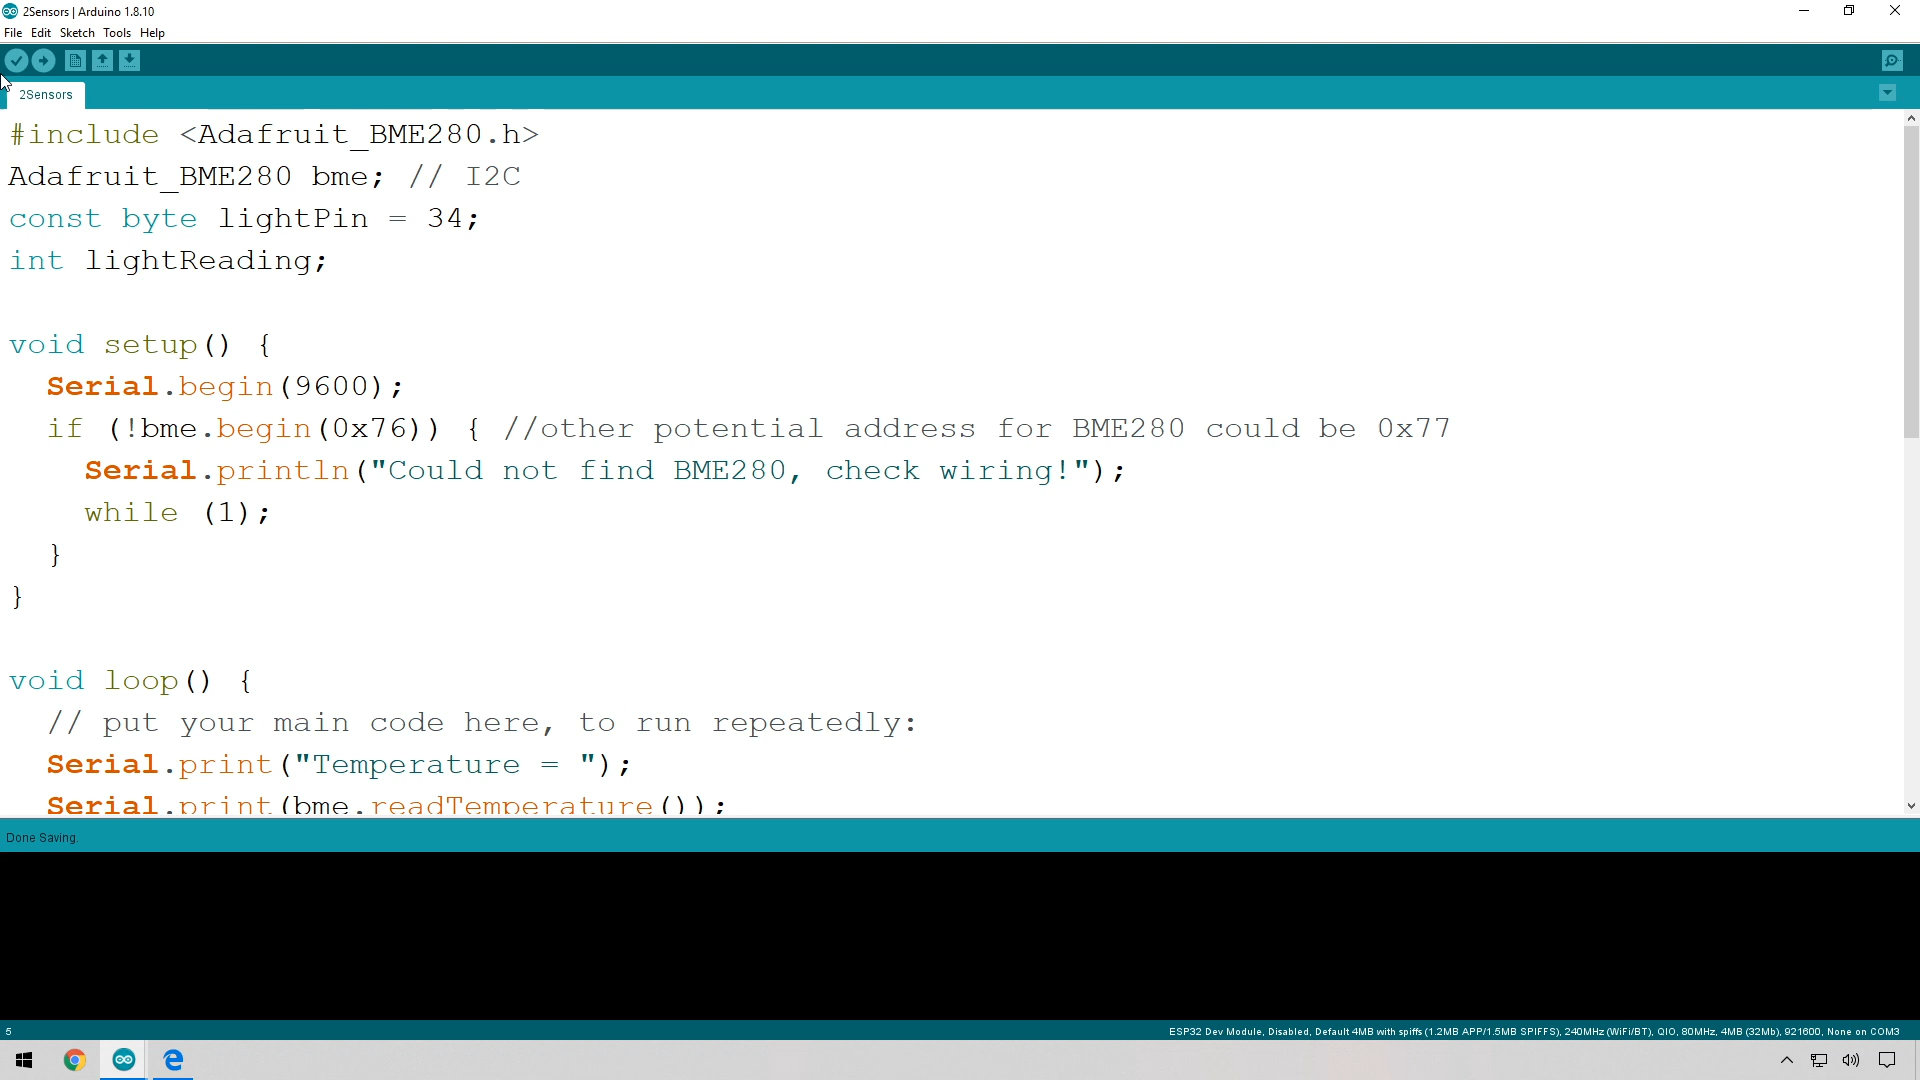 2Sensors | Arduino 1.8.10
File Edit Sketch Tools Help
2Sensors
#include <Adafruit_BME280.h>
Adafruit_BME280 bme; // I2C
const byte lightPin = 34;
int lightReading;
void setup() {
Serial.begin(9600);
if (!bme.begin(0x76)) { //other potential address for BME280 could be 0x77
Serial.println("Could not find BME280, check wiring!");
while (1);
}
}
void loop() {
// put your main code here, to run repeatedly:
Serial.print("Temperature = ");
Serial.print(bme.readTemperature());
Done Saving.
5
ESP32 Dev Module, Disabled, Default 4MB with spiffs (1.2MB APP/1.5MB SPIFFS), 240MHz (WiFi/BT), QIO, 80MHz, 4MB (32Mb), 921600, None on COM3